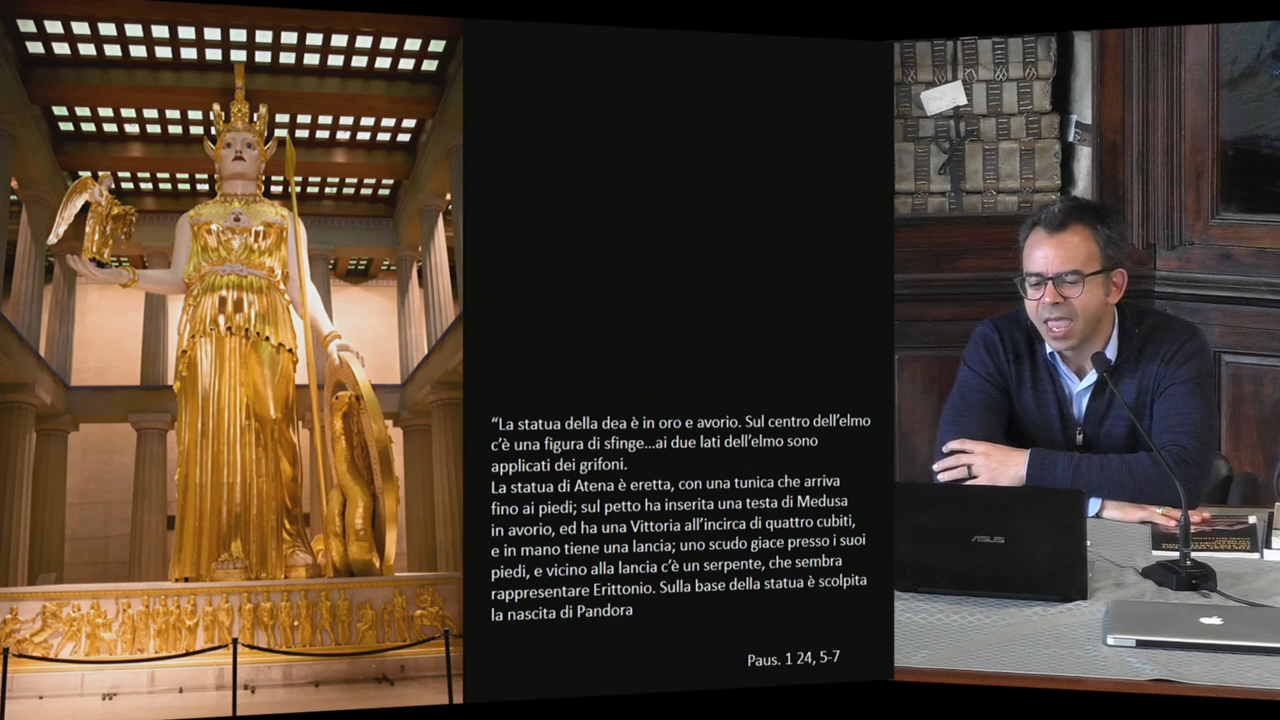 “La statua della dea è in oro e avorio. Sul centro dell’elmo
c’è una figura di sfinge...ai due lati dell’elmo sono
applicati dei grifoni.
La statua di Atena è eretta, con una tunica che arriva
fino ai piedi; sul petto ha inserita una testa di Medusa
in avorio, ed ha una Vittoria all’incirca di quattro cubiti,
e in mano tiene una lancia; uno scudo giace presso i suoi
piedi, e vicino alla lancia c’è un serpente, che sembra
rappresentare Erittonio. Sulla base della statua è scolpita
la nascita di Pandora
Paus. 1 24, 5-7
ASUS